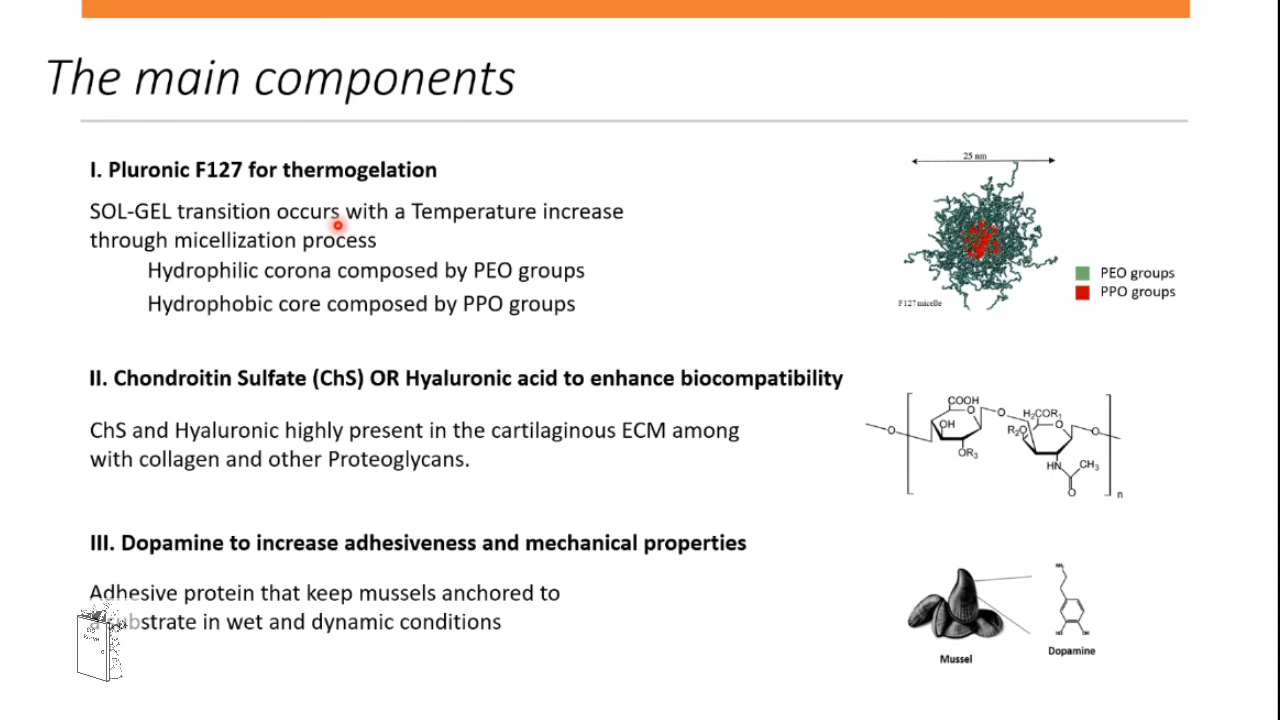 The main components
I. Pluronic F127 for thermogelation
SOL-GEL transition occurs with a Temperature increase
through micellization process
Hydrophilic corona composed by PEO groups
Hydrophobic core composed by PPO groups
25 nm
F127 micelle
PEO groups
PPO groups
II. Chondroitin Sulfate (ChS) OR Hyaluronic acid to enhance biocompatibility
ChS and Hyaluronic highly present in the cartilaginous ECM among
with collagen and other Proteoglycans.
COOH
O
O
H₂COR₁
O
OH
R₂O
O
O
OR₃
HN
CH₃
O
n
III. Dopamine to increase adhesiveness and mechanical properties
Adhesive protein that keep mussels anchored to
substrate in wet and dynamic conditions
Mussel
HO
OH
Dopamine